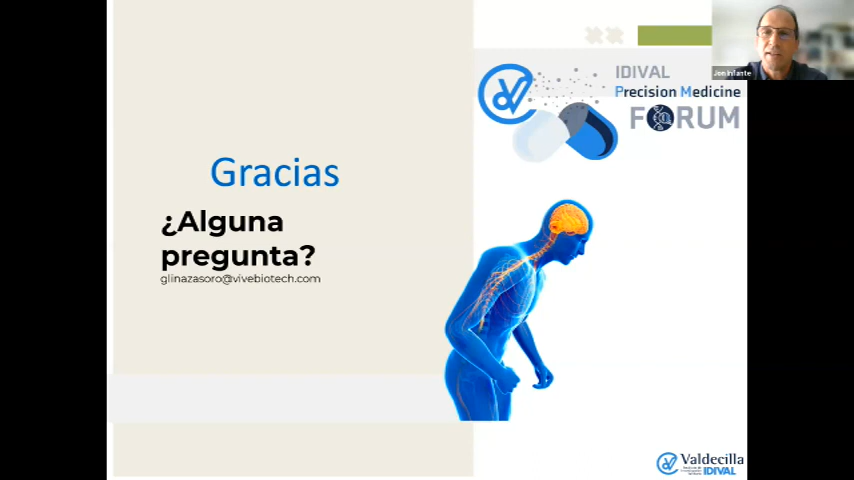 Jon Infante
IDIVAL
Precision Medicine
FORUM
Gracias
¿Alguna
pregunta?
glinazasoro@vivebiotech.com
Valdecilla
IDIVAL